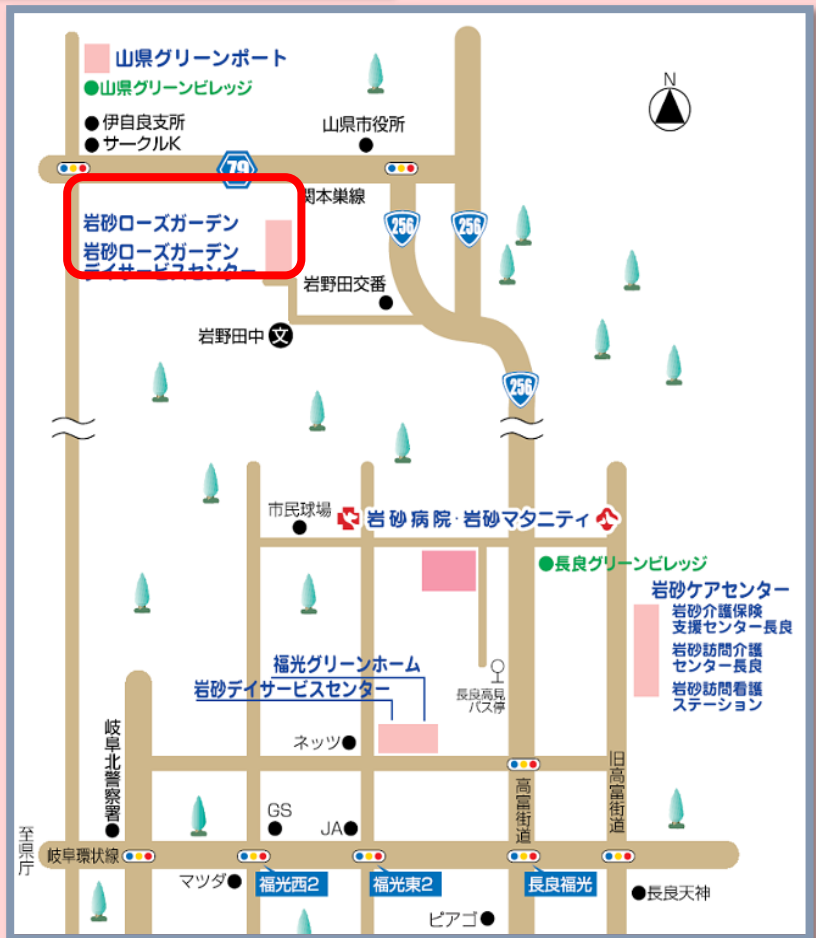 山県グリーンポート
●山県グリーンビレッジ
N
●伊自良支所
●サークルK
山県市役所
79
関本巣線
岩砂ローズガーデン
岩砂ローズガーデン
デイサービスセンター
256
256
岩野田交番
岩野田中
文
256
市民球場
岩砂病院・岩砂マタニティ
●長良グリーンビレッジ
岩砂ケアセンター
岩砂介護保険
支援センター長良
岩砂訪問介護
センター長良
岩砂訪問看護
ステーション
福光グリーンホーム
岩砂デイサービスセンター
長良高見
バス停
岐阜北警察署
ネッツ●
高富街道
旧高富街道
GS
JA●
至県庁
岐阜環状線
マツダ●
福光西2
福光東2
長良福光
●長良天神
ピアゴ●